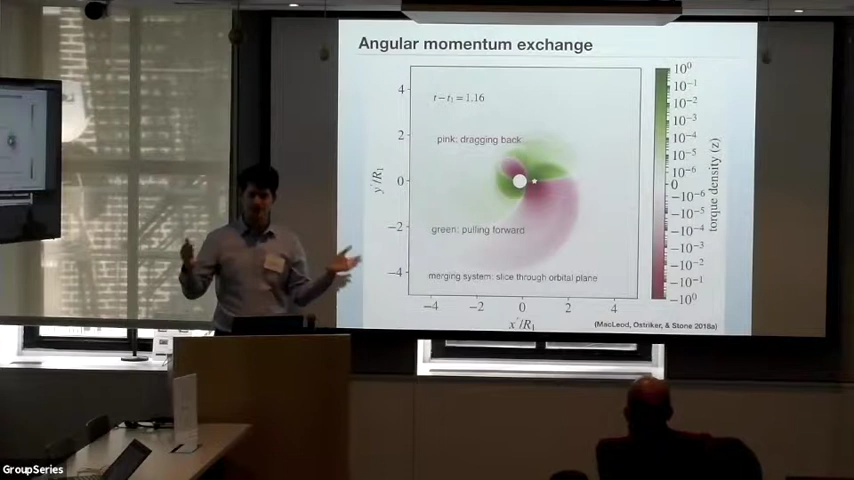 Angular momentum exchange
t − t₁ = 1.16
pink: dragging back
green: pulling forward
merging system: slice through orbital plane
4
2
0
−2
−4
y′/R₁
−4
−2
0
2
4
x′/R₁
10⁰
10⁻¹
10⁻²
10⁻³
10⁻⁴
10⁻⁵
10⁻⁶
0
−10⁻⁶
−10⁻⁵
−10⁻⁴
−10⁻³
−10⁻²
−10⁻¹
−10⁰
torque density (z)
(MacLeod, Ostriker, & Stone 2018a)
GroupSeries